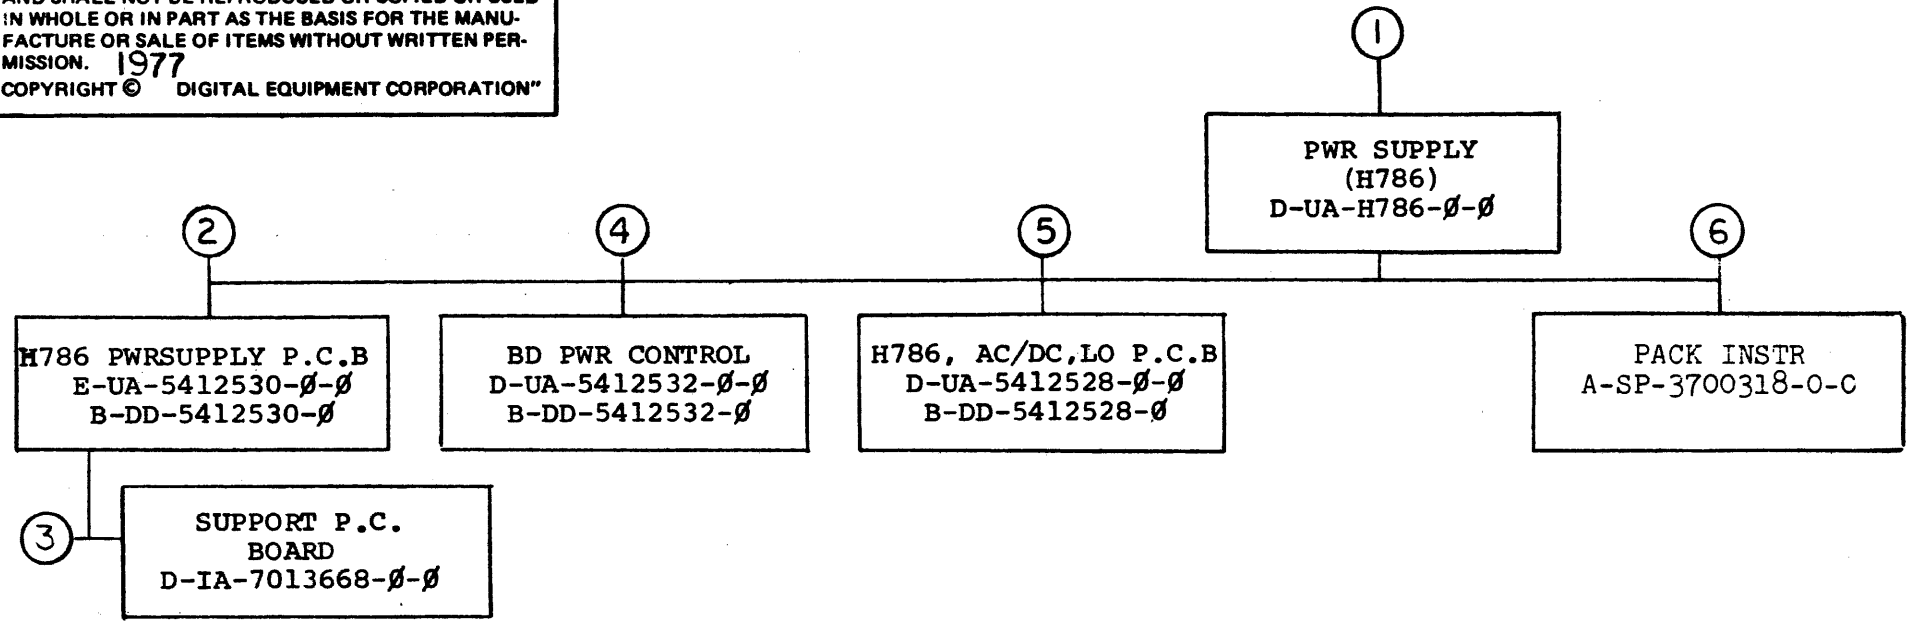 IN WHOLE OR IN PART AS THE BASIS FOR THE MANU-
FACTURE OR SALE OF ITEMS WITHOUT WRITTEN PER-
MISSION. 1977
COPYRIGHT © DIGITAL EQUIPMENT CORPORATION"
1
PWR SUPPLY
(H786)
D-UA-H786-Ø-Ø
2
4
5
6
H786 PWRSUPPLY P.C.B
E-UA-5412530-Ø-Ø
B-DD-5412530-Ø
BD PWR CONTROL
D-UA-5412532-Ø-Ø
B-DD-5412532-Ø
H786, AC/DC,LO P.C.B
D-UA-5412528-Ø-Ø
B-DD-5412528-Ø
PACK INSTR
A-SP-3700318-0-C
3
SUPPORT P.C.
BOARD
D-IA-7013668-Ø-Ø